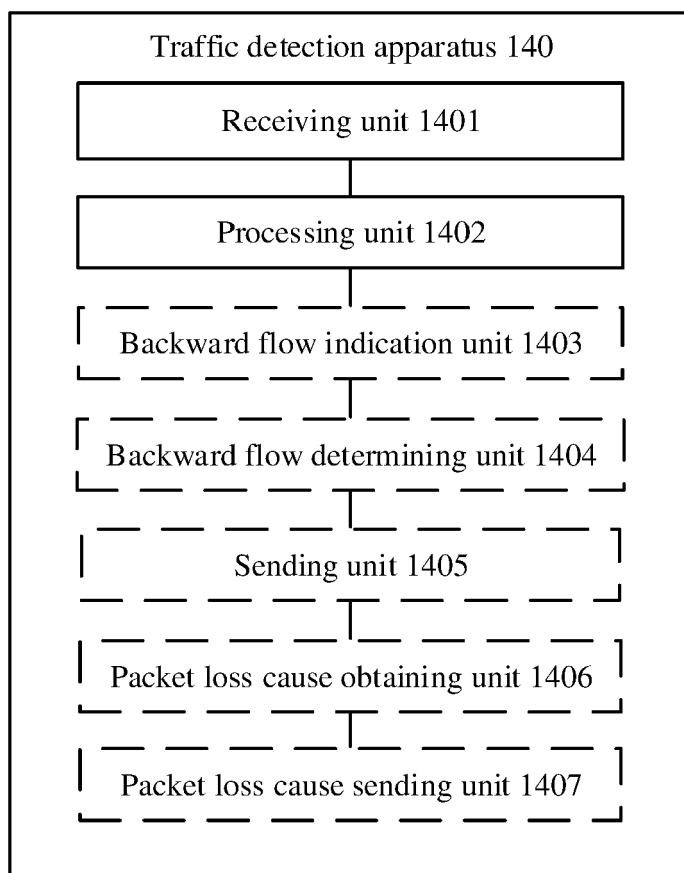 Traffic detection apparatus 140
Receiving unit 1401
Processing unit 1402
Backward flow indication unit 1403
Backward flow determining unit 1404
Sending unit 1405
Packet loss cause obtaining unit 1406
Packet loss cause sending unit 1407